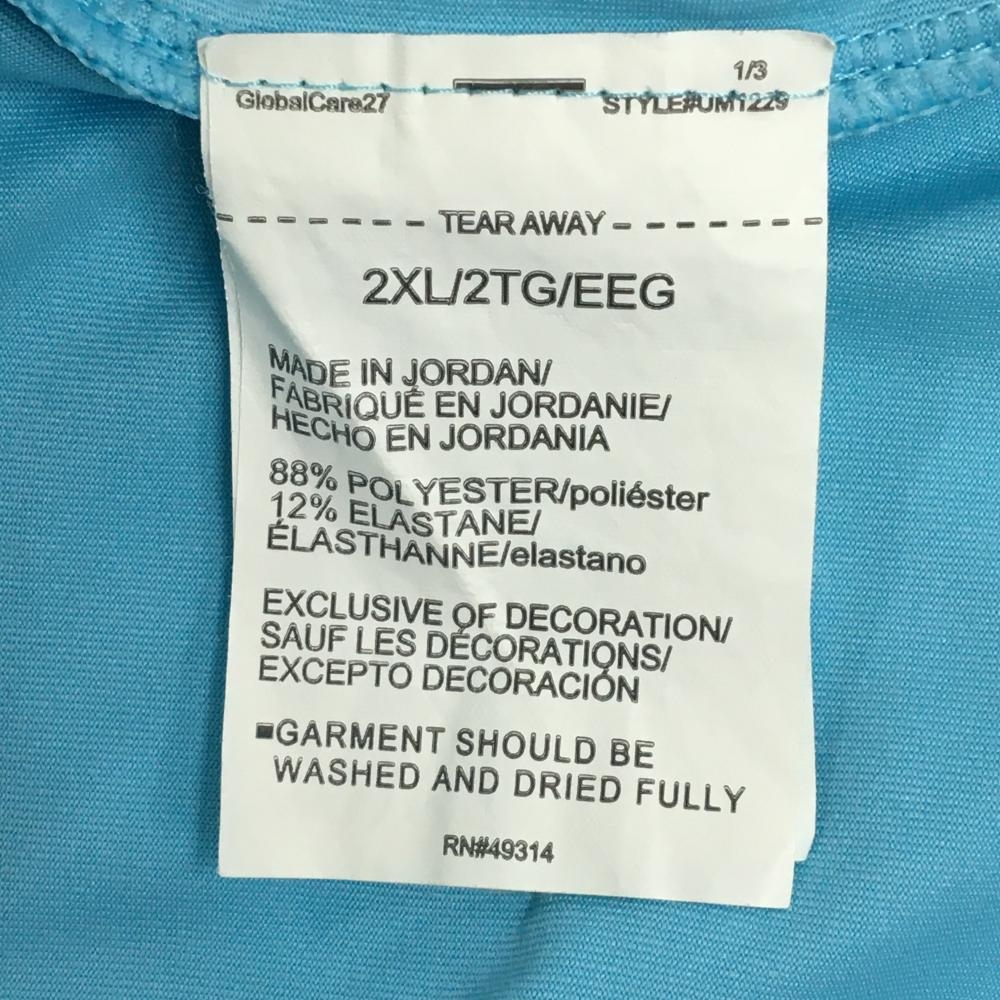 1/3
GlobalCare27 STYLE#UM1229
TEAR AWAY
2XL/2TG/EEG
MADE IN JORDAN/
FABRIQUÉ EN JORDANIE/
HECHO EN JORDANIA
88% POLYESTER/poliéster
12% ELASTANE/
ÉLASTHANNE/elastano
EXCLUSIVE OF DECORATION/
SAUF LES DÉCORATIONS/
EXCEPTO DECORACIÓN
▪GARMENT SHOULD BE
WASHED AND DRIED FULLY
RN#49314